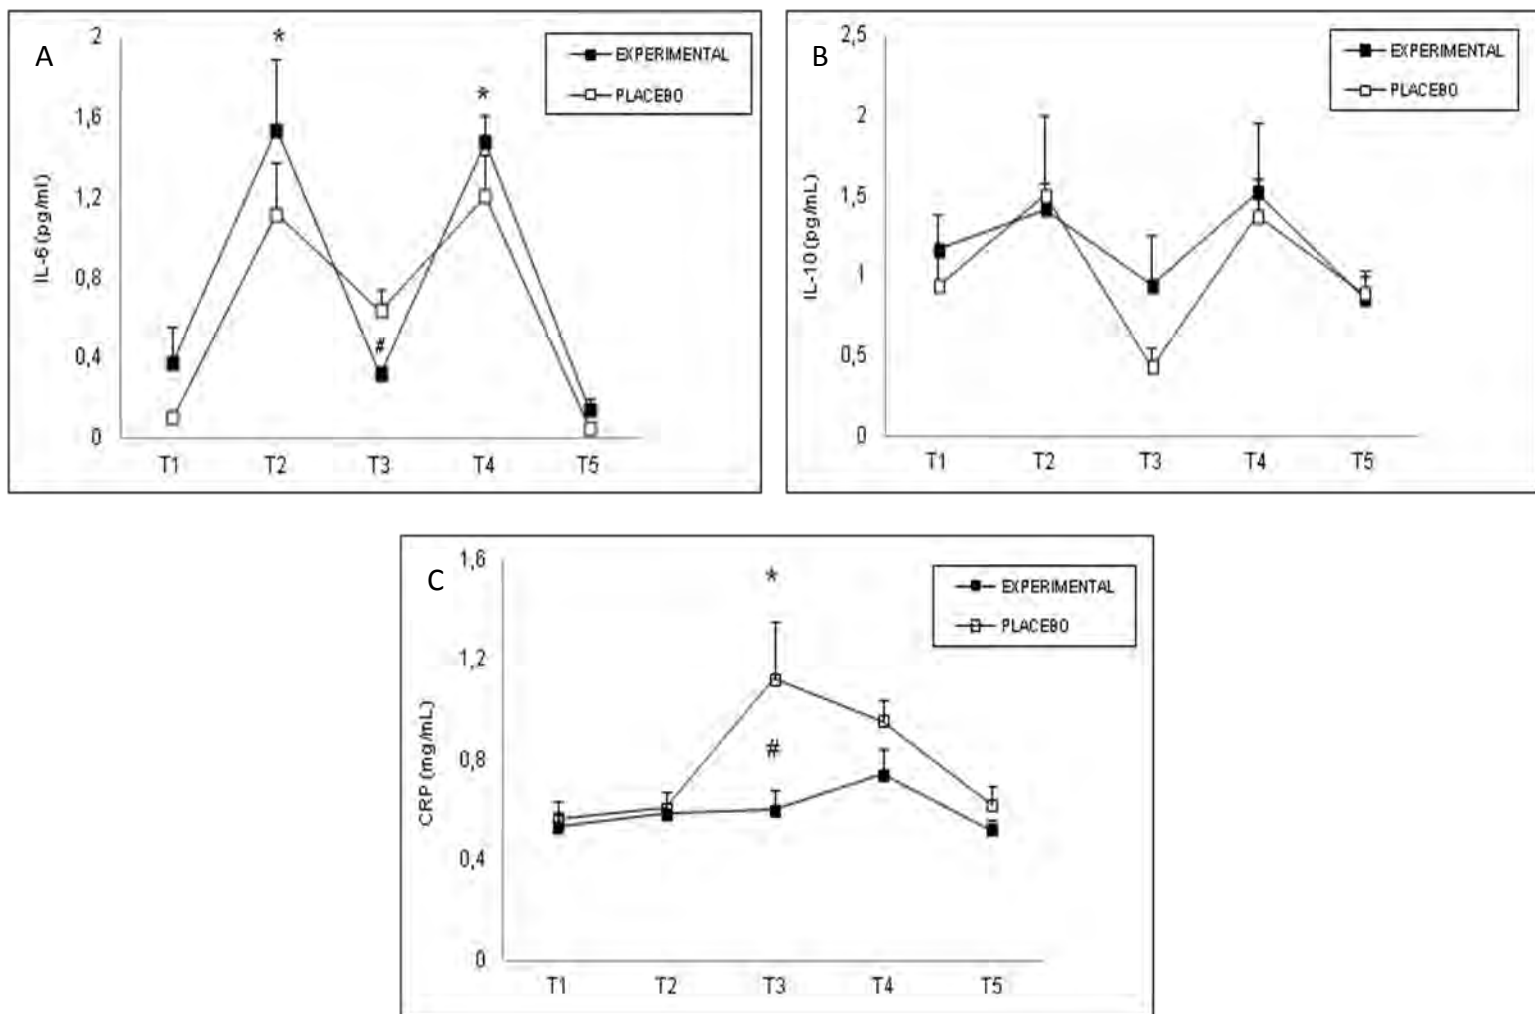 A
IL-6 (pg/ml)
2
1,6
1,2
0,8
0,4
0
*
*
#
EXPERIMENTAL
PLACEBO
T1 T2 T3 T4 T5
B
IL-10 (pg/mL)
2,5
2
1,5
1
0,5
0
EXPERIMENTAL
PLACEBO
T1 T2 T3 T4 T5
C
CRP (mg/mL)
1,6
1,2
0,8
0,4
0
*
#
EXPERIMENTAL
PLACEBO
T1 T2 T3 T4 T5